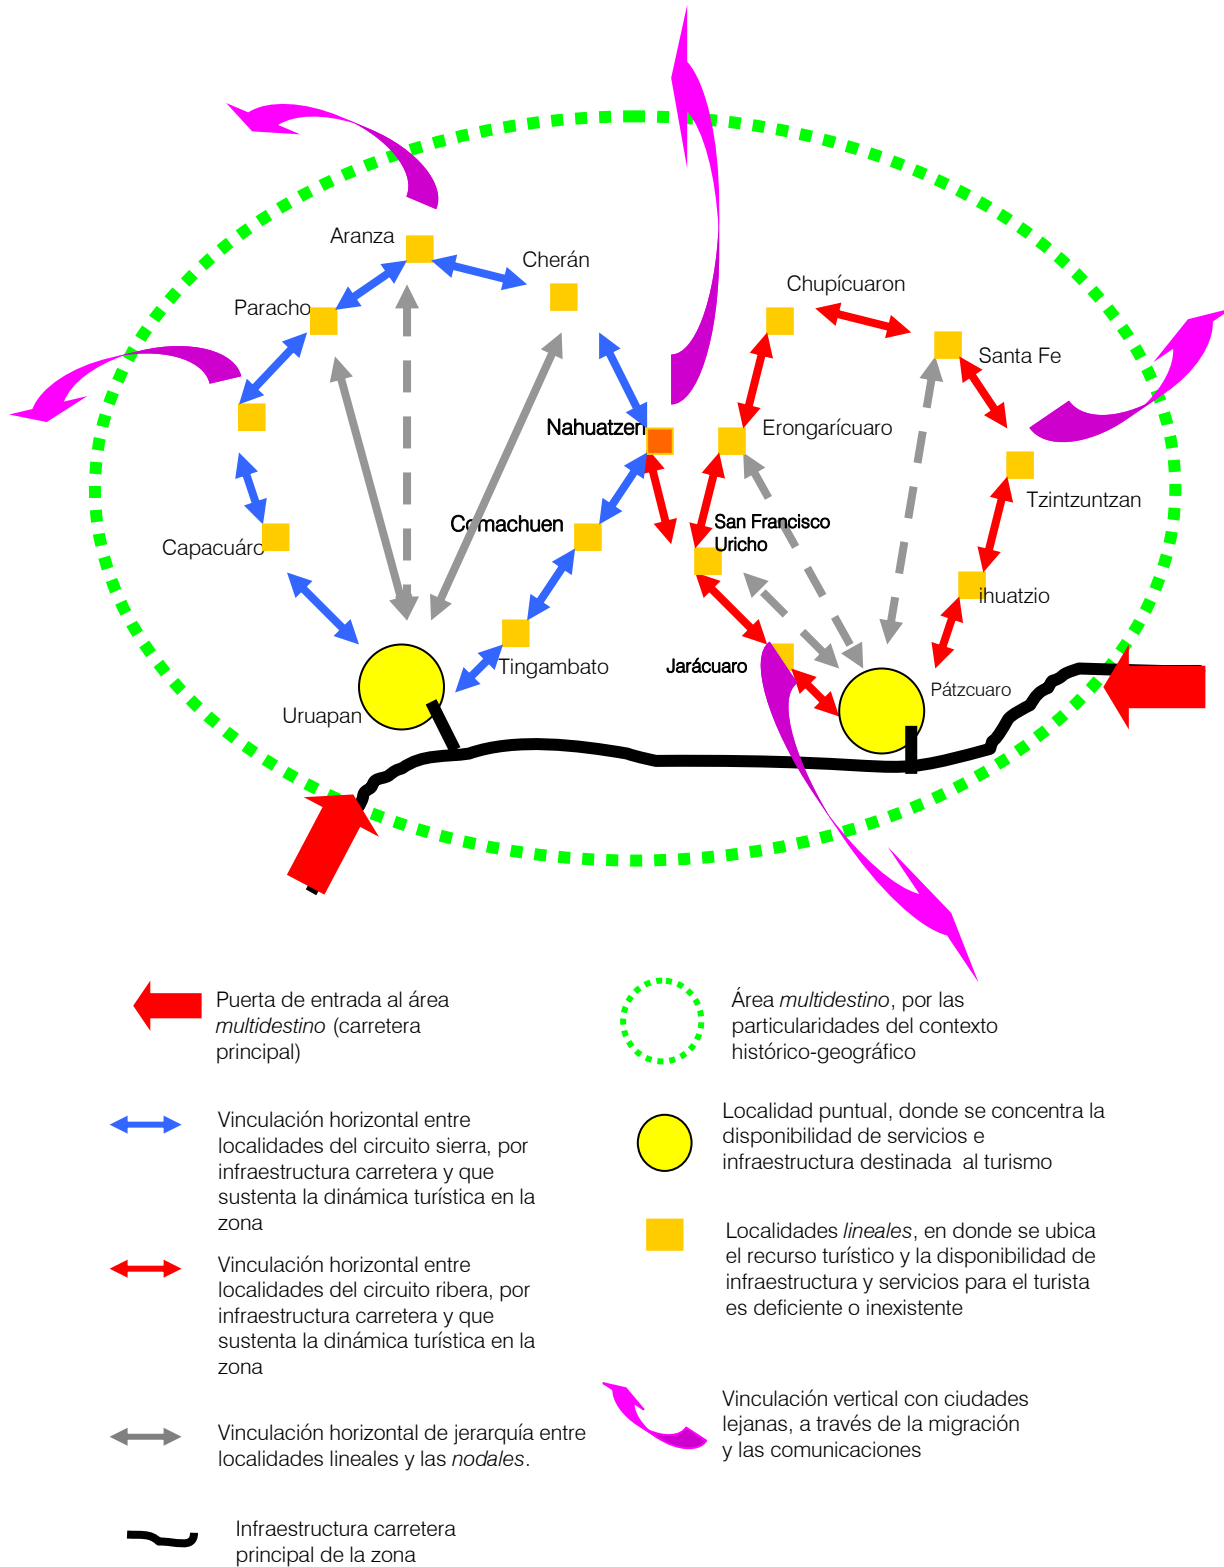 Aranza
Cherán
Chupícuaron
Paracho
Santa Fe
Nahuatzen
Erongarícuaro
Tzintzuntzan
Comachuen
San Francisco
Uricho
Capacuáro
ihuatzio
Tingambato
Jarácuaro
Pátzcuaro
Uruapan
Puerta de entrada al área
multidestino (carretera
principal)
Área multidestino, por las
particularidades del contexto
histórico-geográfico
Vinculación horizontal entre
localidades del circuito sierra, por
infraestructura carretera y que
sustenta la dinámica turística en la
zona
Localidad puntual, donde se concentra la
disponibilidad de servicios e
infraestructura destinada  al turismo
Vinculación horizontal entre
localidades del circuito ribera, por
infraestructura carretera y que
sustenta la dinámica turística en la
zona
Localidades lineales, en donde se ubica
el recurso turístico y la disponibilidad de
infraestructura y servicios para el turista
es deficiente o inexistente
Vinculación horizontal de jerarquía entre
localidades lineales y las nodales.
Vinculación vertical con ciudades
lejanas, a través de la migración
y las comunicaciones
Infraestructura carretera
principal de la zona